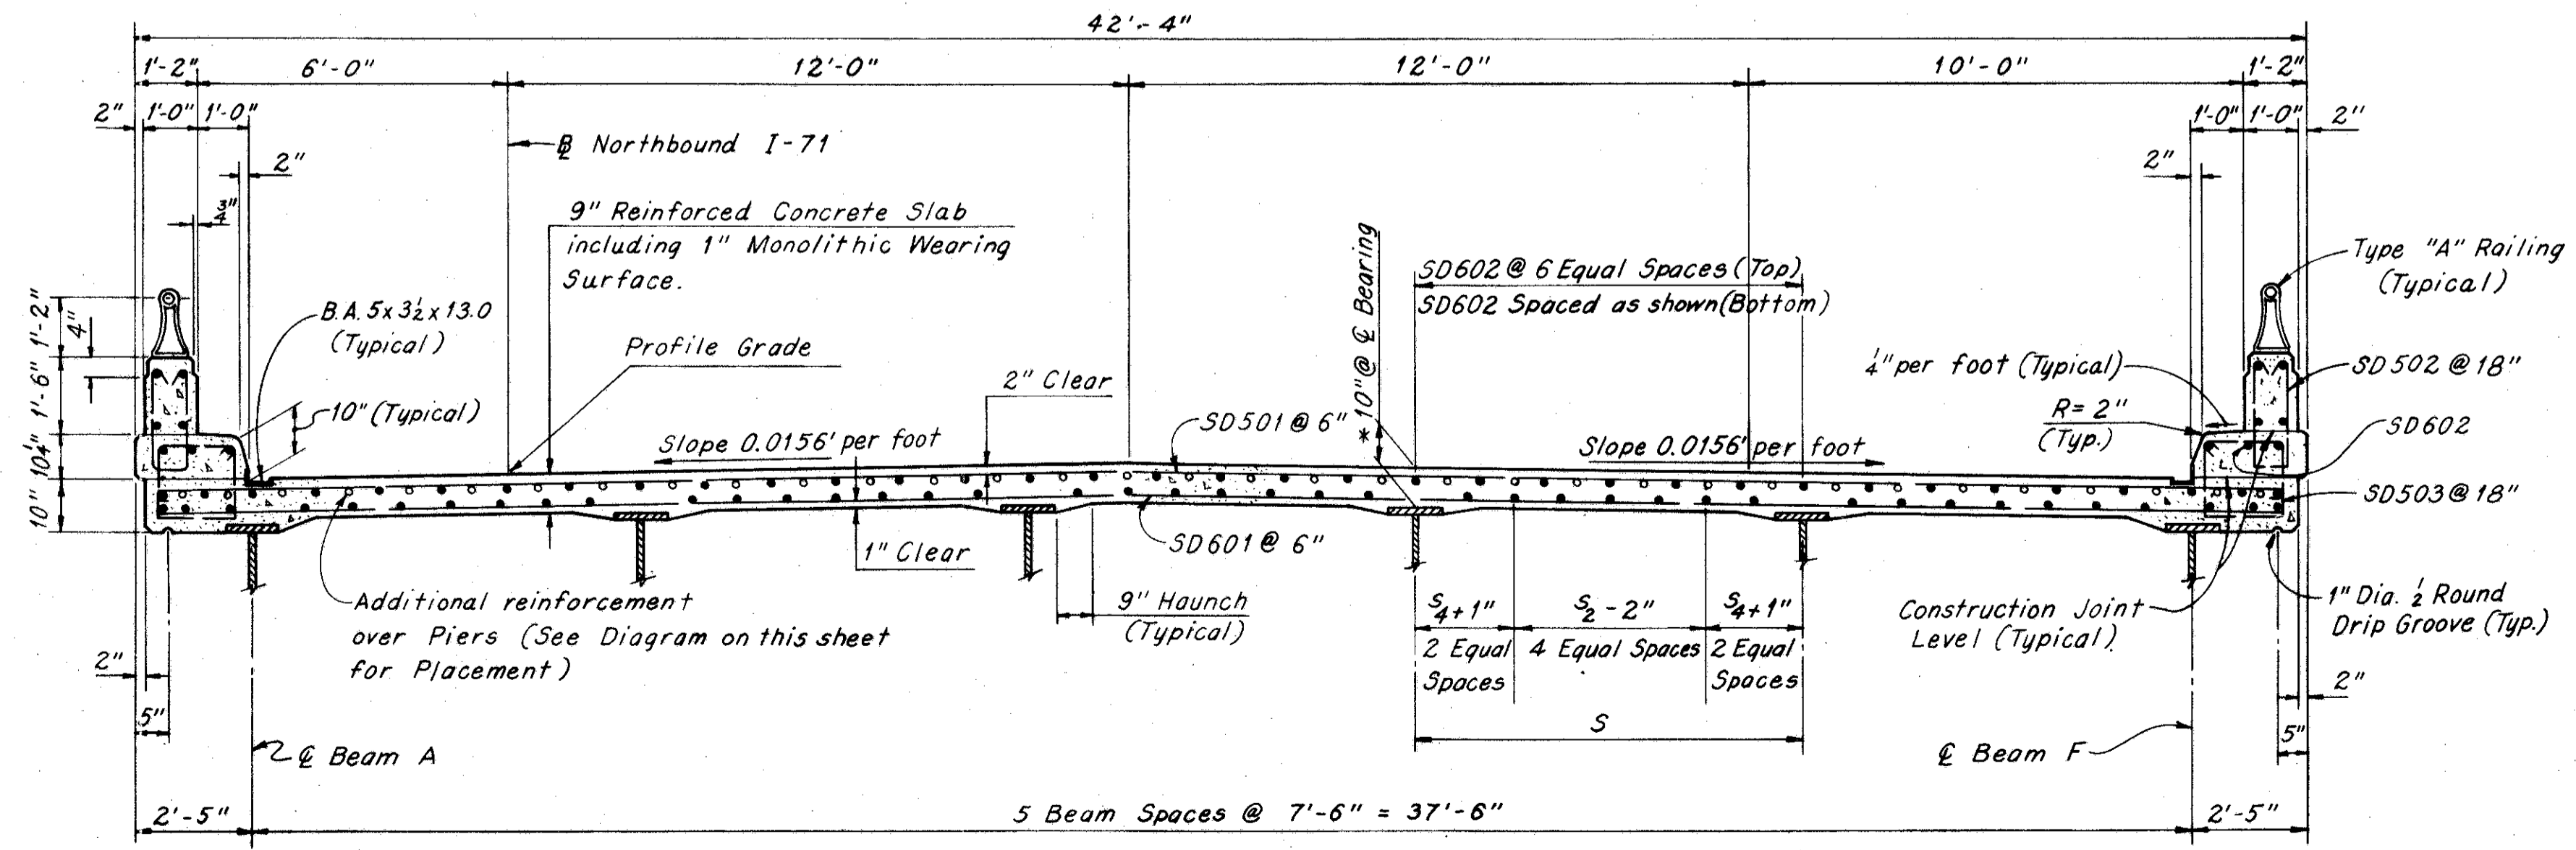 42'-4"
1'-2" 6'-0" 12'-0" 12'-0" 10'-0" 1'-2"
2" 1'-0" 1'-0" 1'-0" 1'-0" 2"
℄ Northbound I-71
2" 2"
3/4"
9" Reinforced Concrete Slab
including 1" Monolithic Wearing
Surface.
*10"@ ℄ Bearing
SD602 @ 6 Equal Spaces (Top)
SD602 Spaced as shown (Bottom)
Type "A" Railing
(Typical)
1'-2"
4"
1'-6"
10 1/4"
10"
B.A. 5x3½x13.0
(Typical)
Profile Grade
10" (Typical)
2" Clear
SD501 @ 6"
¼" per foot (Typical)
R=2"
(Typ.)
SD502 @ 18"
SD602
Slope 0.0156' per foot
Slope 0.0156' per foot
SD503 @ 18"
1" Clear
SD601 @ 6"
Additional reinforcement
over Piers (See Diagram on this sheet
for Placement)
9" Haunch
(Typical)
S/4+1" S/2-2" S/4+1"
2 Equal 4 Equal Spaces 2 Equal
Spaces Spaces
Construction Joint
Level (Typical)
1" Dia. ½ Round
Drip Groove (Typ.)
2" 2"
5" S 5"
℄ Beam A
℄ Beam F
2'-5" 5 Beam Spaces @ 7'-6" = 37'-6" 2'-5"